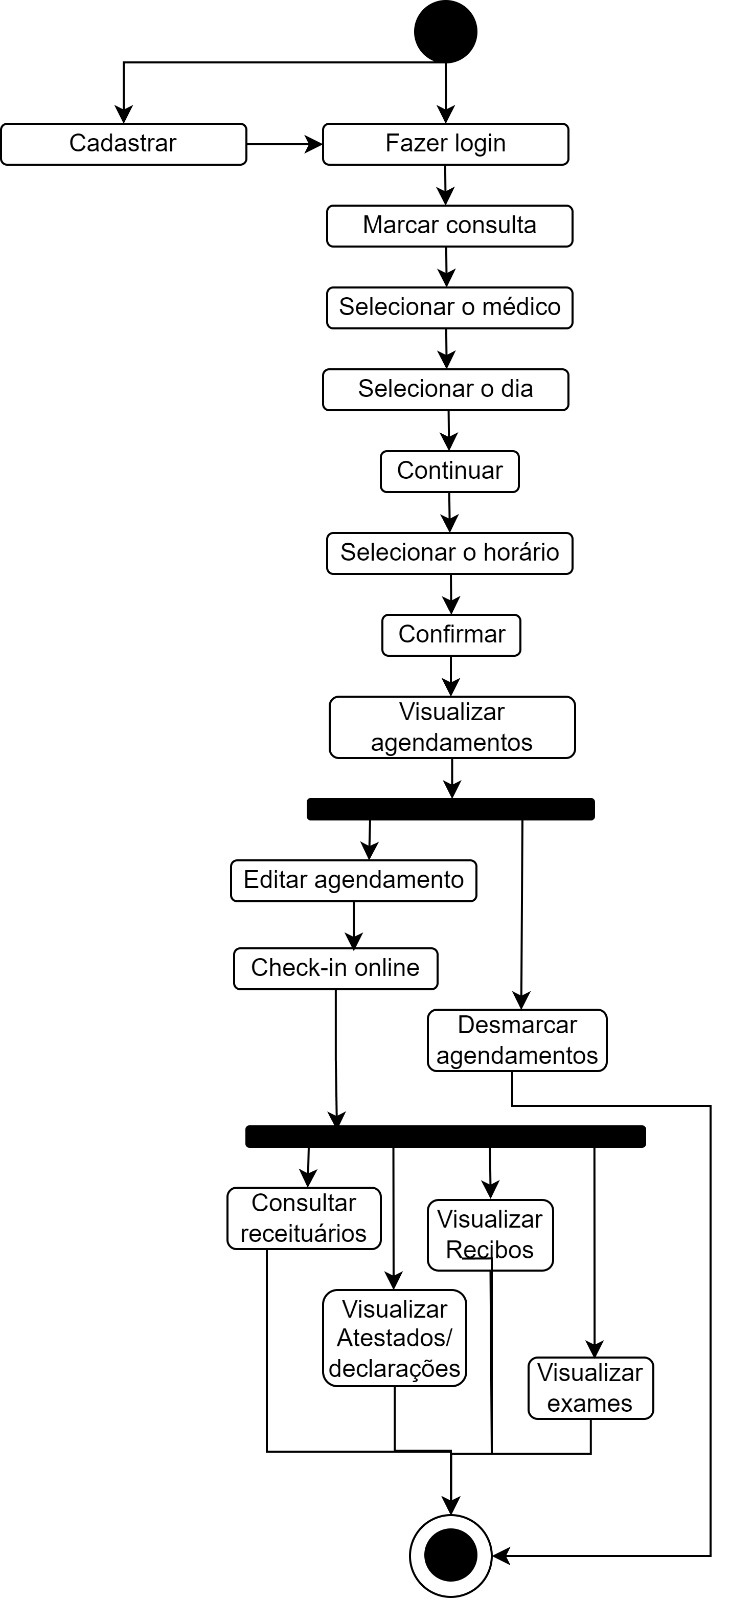 Cadastrar
Fazer login
Marcar consulta
Selecionar o médico
Selecionar o dia
Continuar
Selecionar o horário
Confirmar
Visualizar
agendamentos
Editar agendamento
Check-in online
Desmarcar
agendamentos
Consultar
receituários
Visualizar
Recibos
Visualizar
Atestados/
declarações
Visualizar
exames